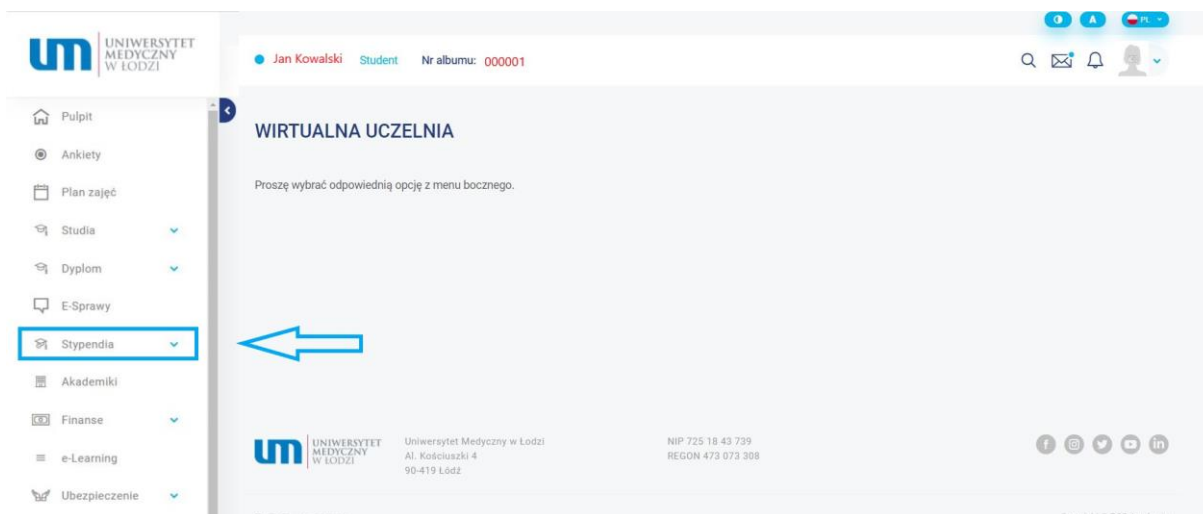 A
PL
UNIWERSYTET
MEDYCZNY
W ŁODZI
Jan Kowalski Student Nr albumu: 000001
Pulpit
Ankiety
Plan zajęć
Studia
Dyplom
E-Sprawy
Stypendia
Akademiki
Finanse
e-Learning
Ubezpieczenie
WIRTUALNA UCZELNIA
Proszę wybrać odpowiednią opcję z menu bocznego.
UNIWERSYTET
MEDYCZNY
W ŁODZI
Uniwersytet Medyczny w Łodzi
Al. Kościuszki 4
90-419 Łódź
NIP 725 18 43 739
REGON 473 073 308